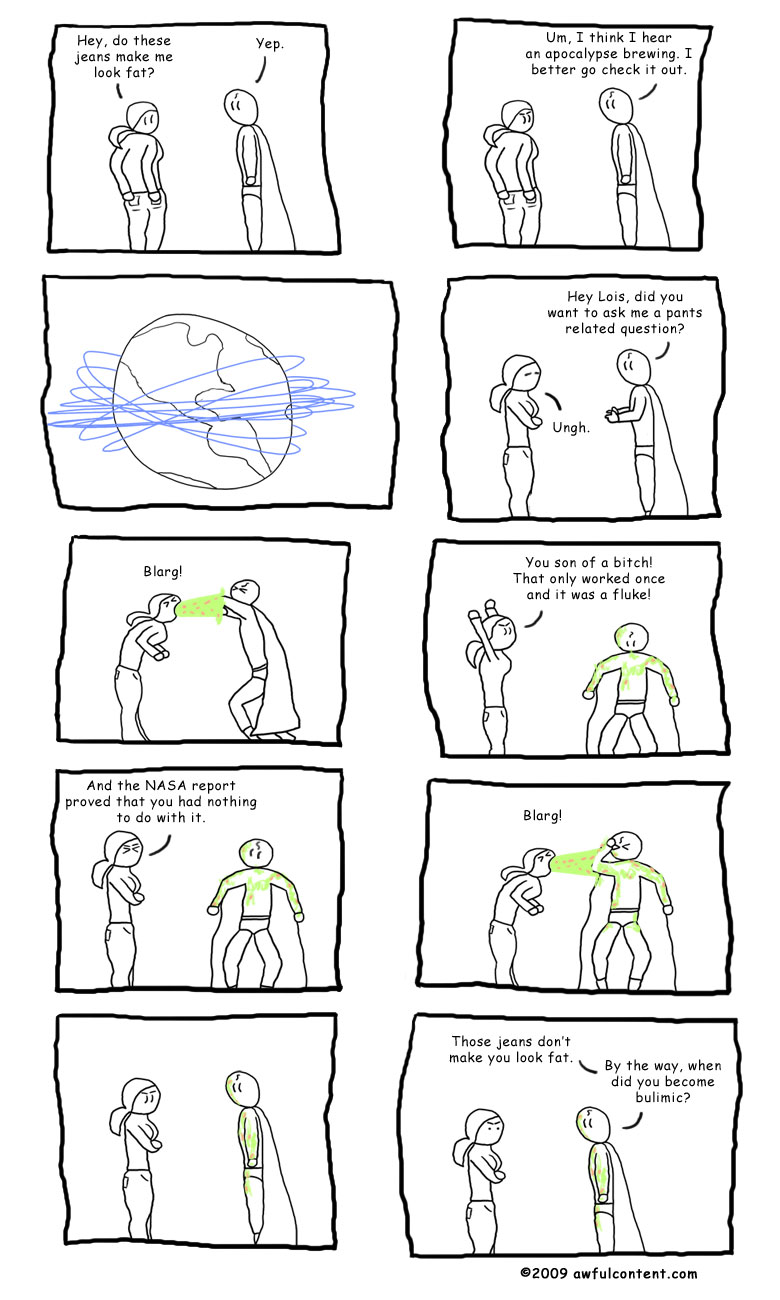 Hey, do these
jeans make me
look fat?
Yep.
Um, I think I hear
an apocalypse brewing. I
better go check it out.
Hey Lois, did you
want to ask me a pants
related question?
Ungh.
Blarg!
You son of a bitch!
That only worked once
and it was a fluke!
And the NASA report
proved that you had nothing
to do with it.
Blarg!
Those jeans don't
make you look fat.
By the way, when
did you become
bulimic?
©2009 awfulcontent.com